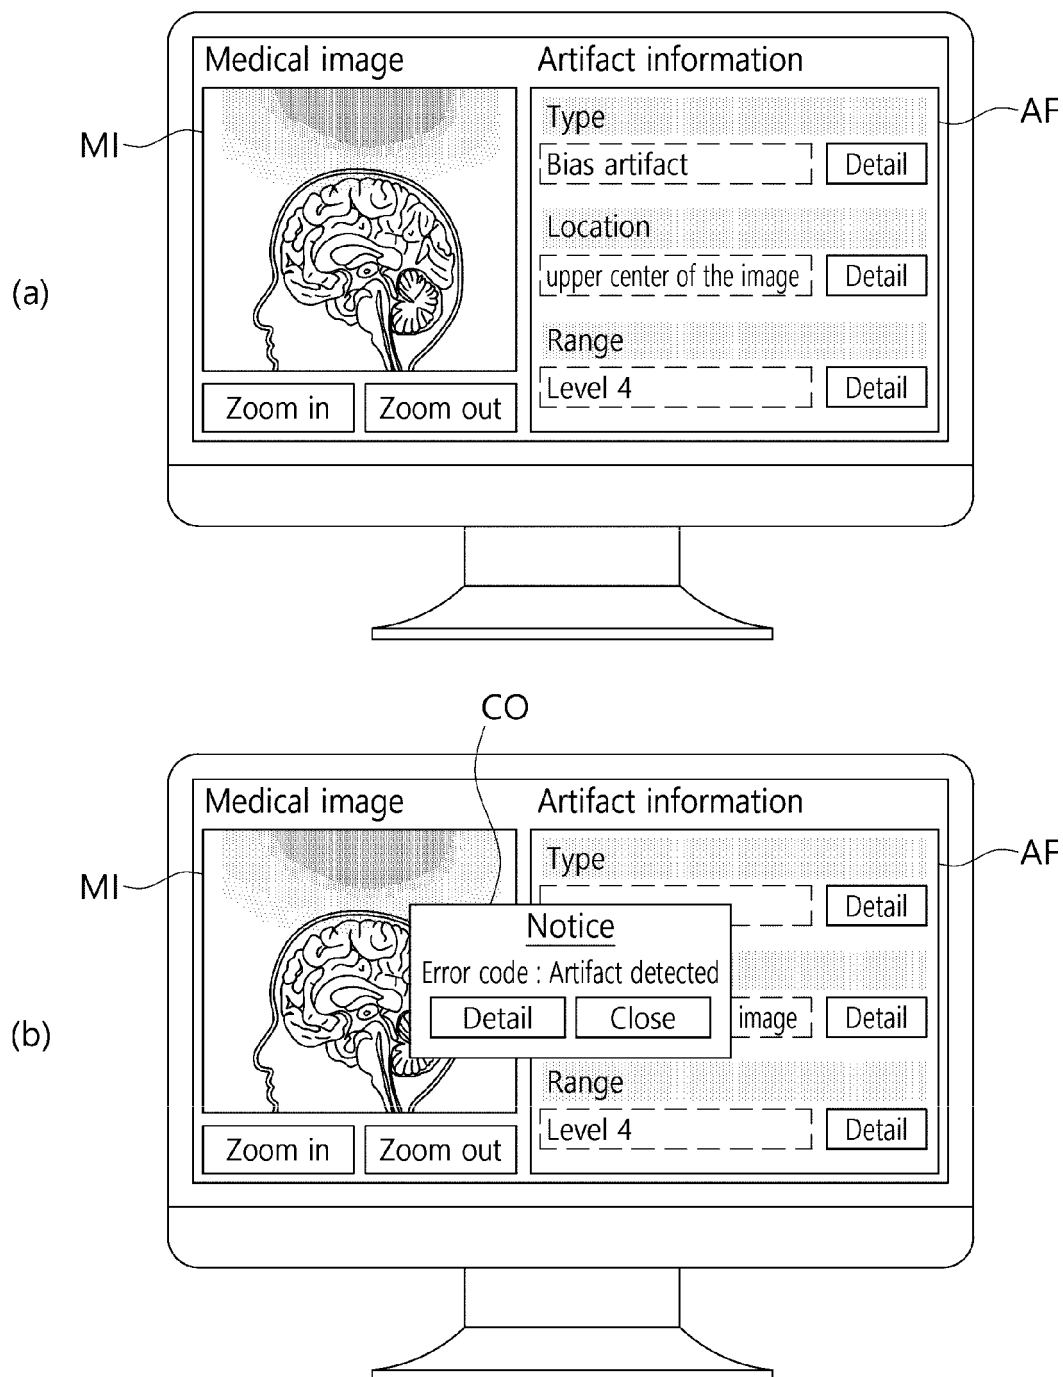 (a)
Medical image
Artifact information
MI
AF
Type
Bias artifact
Detail
Location
upper center of the image
Detail
Range
Level 4
Detail
Zoom in
Zoom out
(b)
CO
Medical image
Artifact information
MI
AF
Type
Detail
Notice
Error code : Artifact detected
Detail
Close
image
Detail
Range
Level 4
Detail
Zoom in
Zoom out